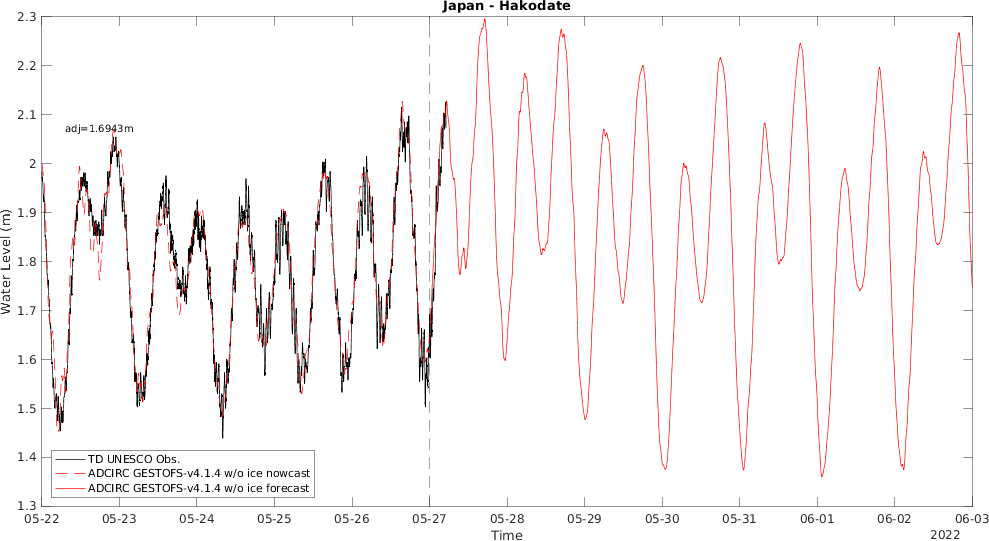 Japan - Hakodate
2.3
2.2
2.1
2
1.9
1.8
1.7
1.6
1.5
1.4
1.3
Water Level (m)
adj=1.6943m
TD UNESCO Obs.
ADCIRC GESTOFS-v4.1.4 w/o ice nowcast
ADCIRC GESTOFS-v4.1.4 w/o ice forecast
05-22 05-23 05-24 05-25 05-26 05-27 05-28 05-29 05-30 05-31 06-01 06-02 06-03
Time
2022